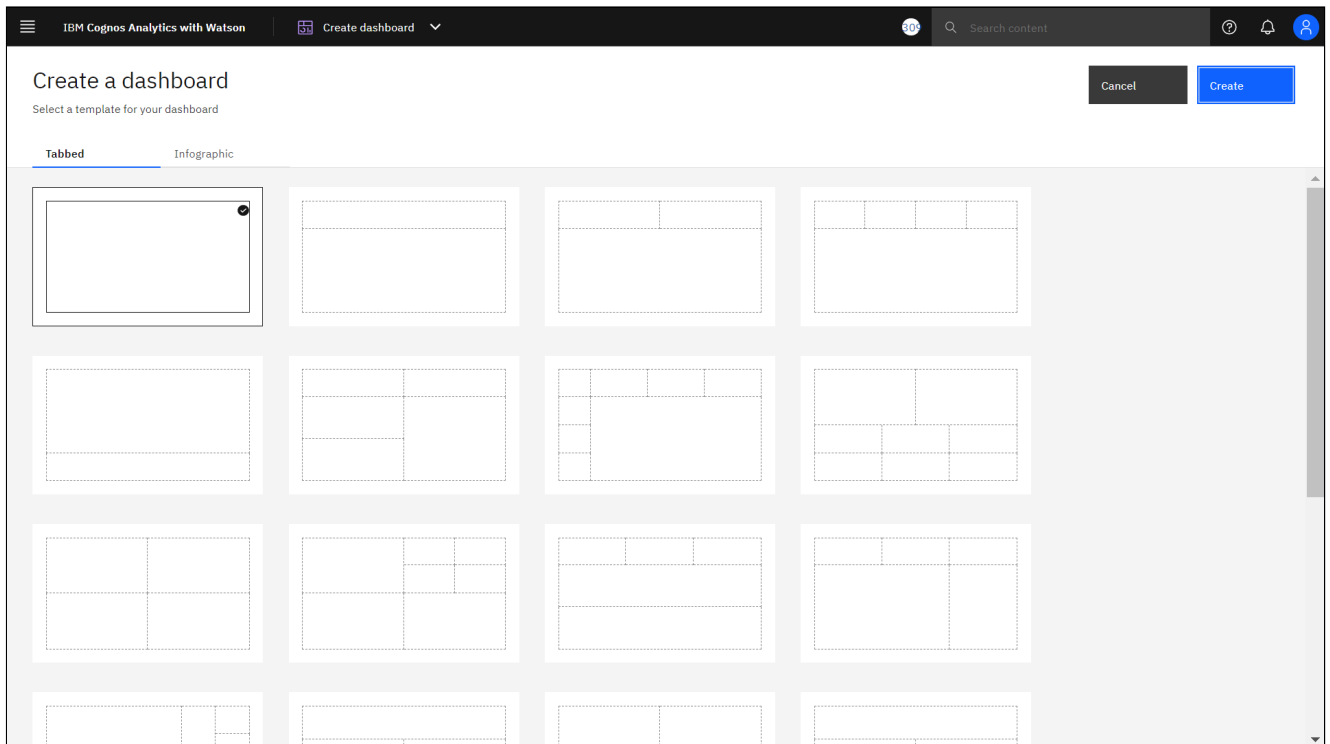 IBM Cognos Analytics with Watson
Create dashboard
309
Search content
Create a dashboard
Select a template for your dashboard
Cancel
Create
Tabbed
Infographic